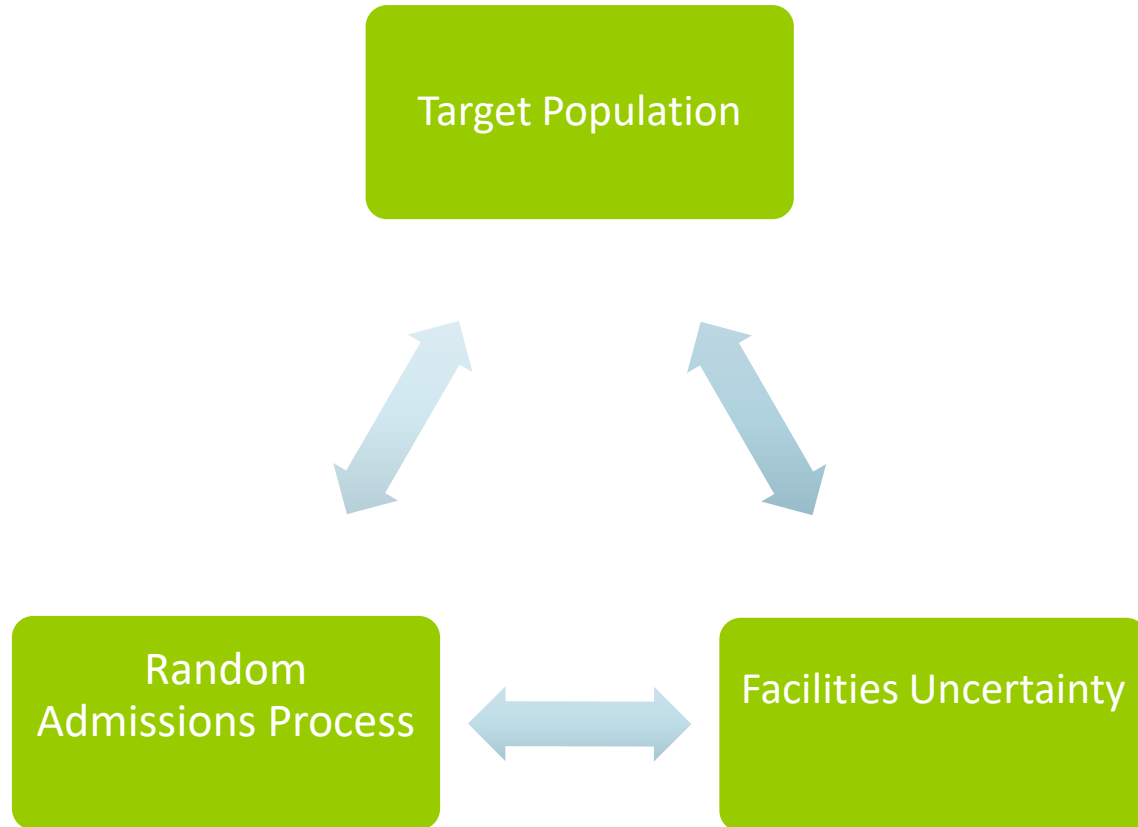 Target Population
Random
Admissions Process
Facilities Uncertainty